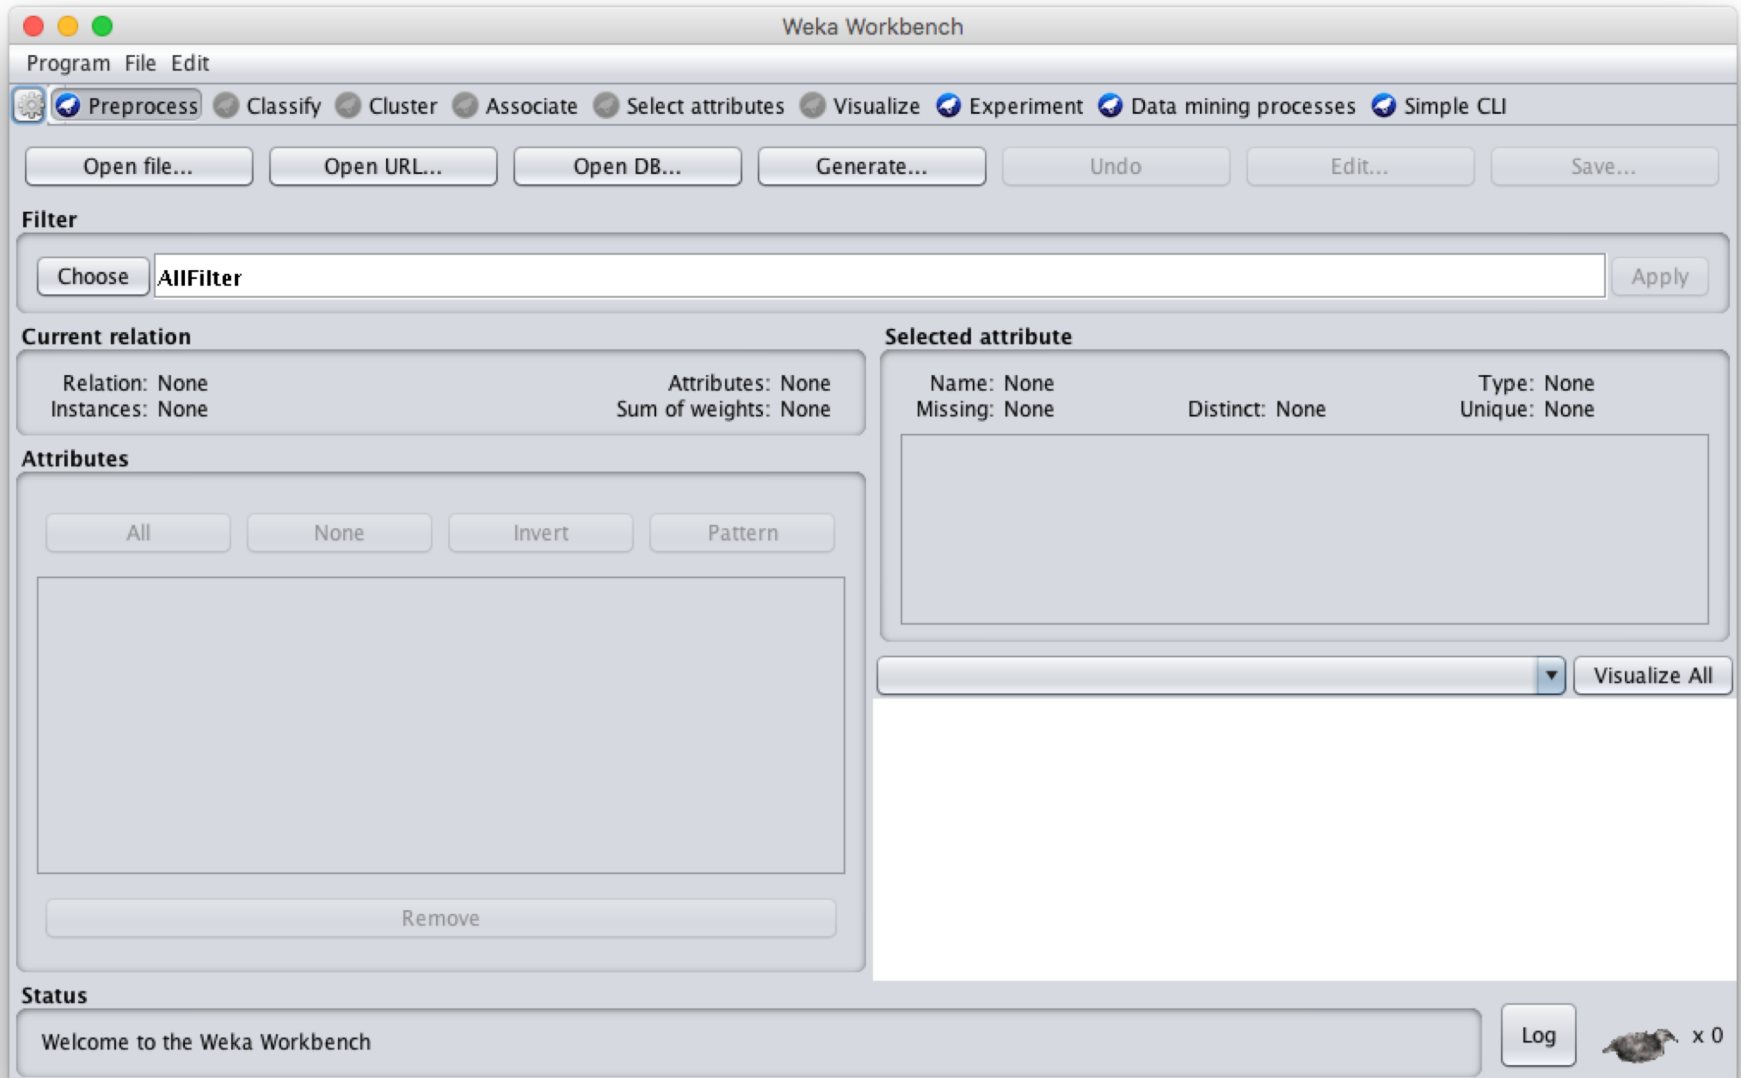 Weka Workbench
Program File Edit
Preprocess Classify Cluster Associate Select attributes Visualize Experiment Data mining processes Simple CLI
Open file... Open URL... Open DB... Generate... Undo Edit... Save...
Filter
Choose AllFilter Apply
Current relation
Relation: None Attributes: None
Instances: None Sum of weights: None
Selected attribute
Name: None Type: None
Missing: None Distinct: None Unique: None
Attributes
All None Invert Pattern
Remove
Visualize All
Status
Welcome to the Weka Workbench
Log x 0